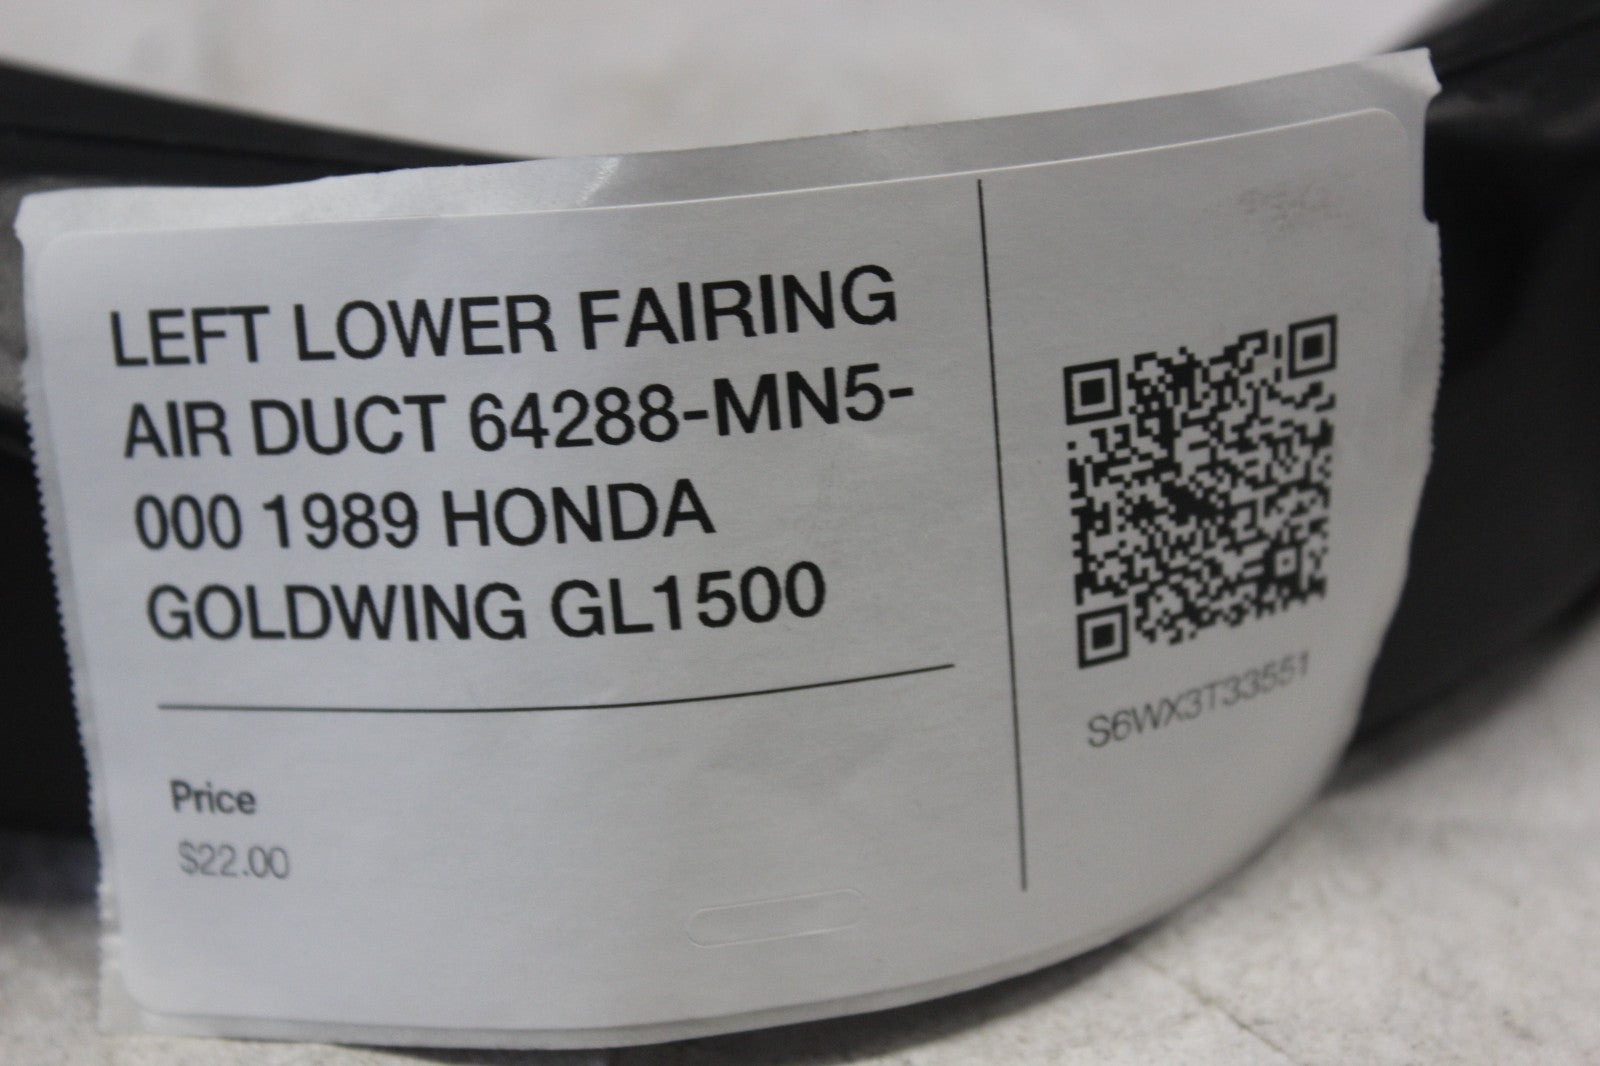 LEFT LOWER FAIRING
AIR DUCT 64288-MN5-
000 1989 HONDA
GOLDWING GL1500
Price
$22.00
S6WX3T33551